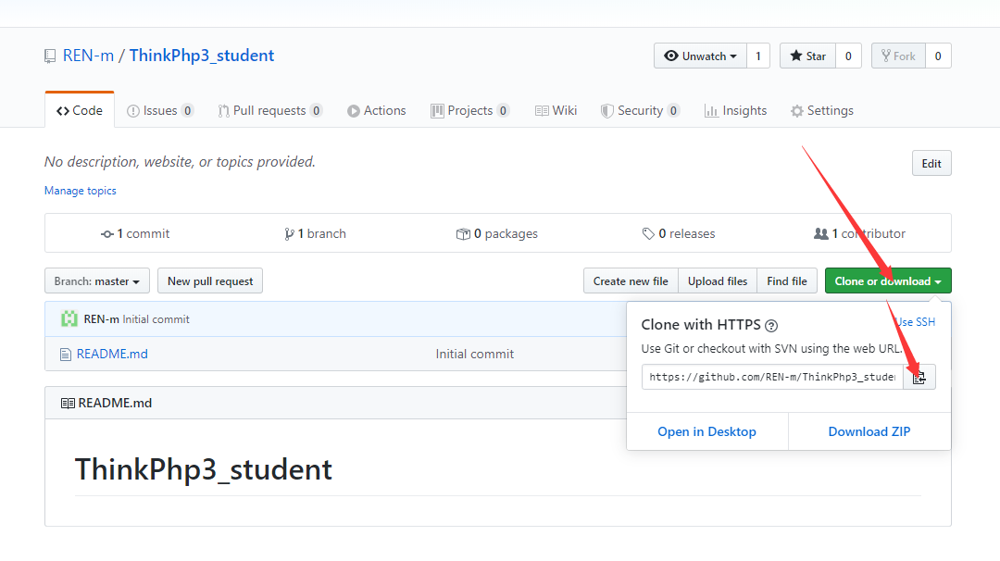 REN-m / ThinkPhp3_student
Unwatch 1 Star 0 Fork 0
Code Issues 0 Pull requests 0 Actions Projects 0 Wiki Security 0 Insights Settings
No description, website, or topics provided.
Edit
Manage topics
1 commit 1 branch 0 packages 0 releases 1 contributor
Branch: master New pull request Create new file Upload files Find file Clone or download
REN-m Initial commit
README.md Initial commit
Clone with HTTPS ? Use SSH
Use Git or checkout with SVN using the web URL.
https://github.com/REN-m/ThinkPhp3_stude
Open in Desktop Download ZIP
README.md
ThinkPhp3_student